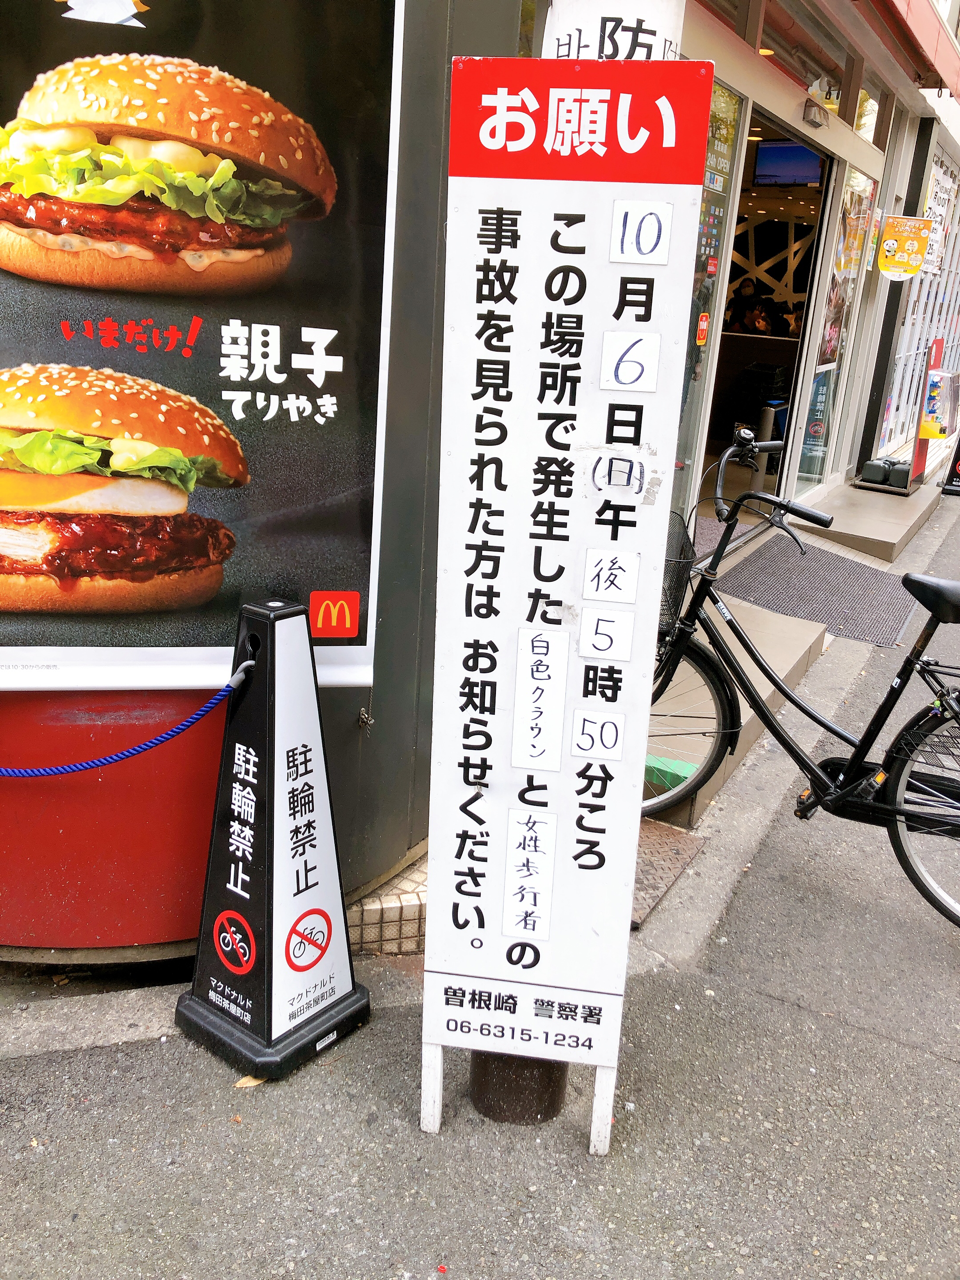 お願い
10月6日(日)午後5時50分ころ
この場所で発生した白色クラウンと女性歩行者の
事故を見られた方は お知らせください。
曽根崎 警察署
06-6315-1234
防
いまだけ!
親子
てりやき
駐輪禁止
マクドナルド
梅田茶屋町店
駐輪禁止
マクドナルド
梅田茶屋町店
24h OPEN